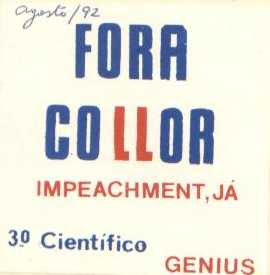 agosto/92
FORA
COLLOR
IMPEACHMENT, JÁ
3º Científico
GENIUS